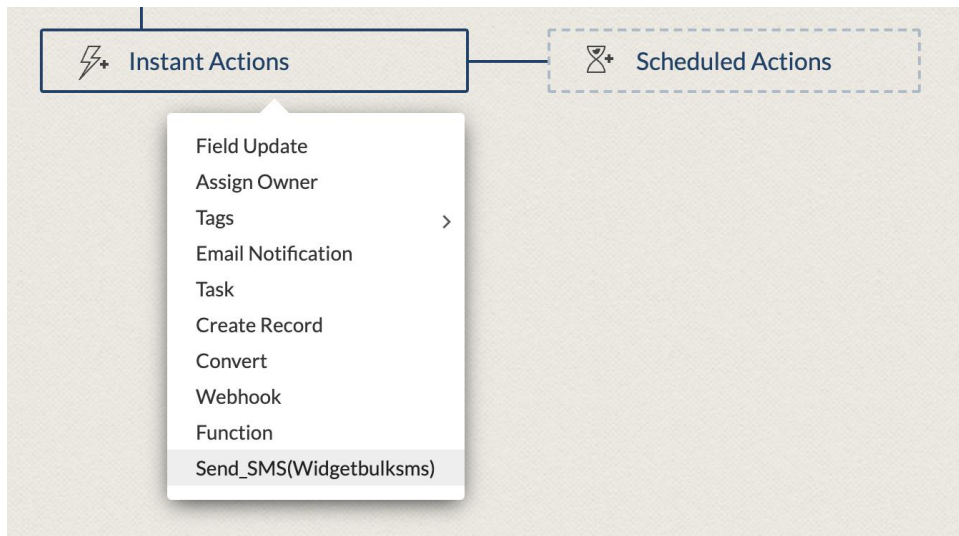 Instant Actions
Scheduled Actions
Field Update
Assign Owner
Tags
Email Notification
Task
Create Record
Convert
Webhook
Function
Send_SMS(Widgetbulksms)